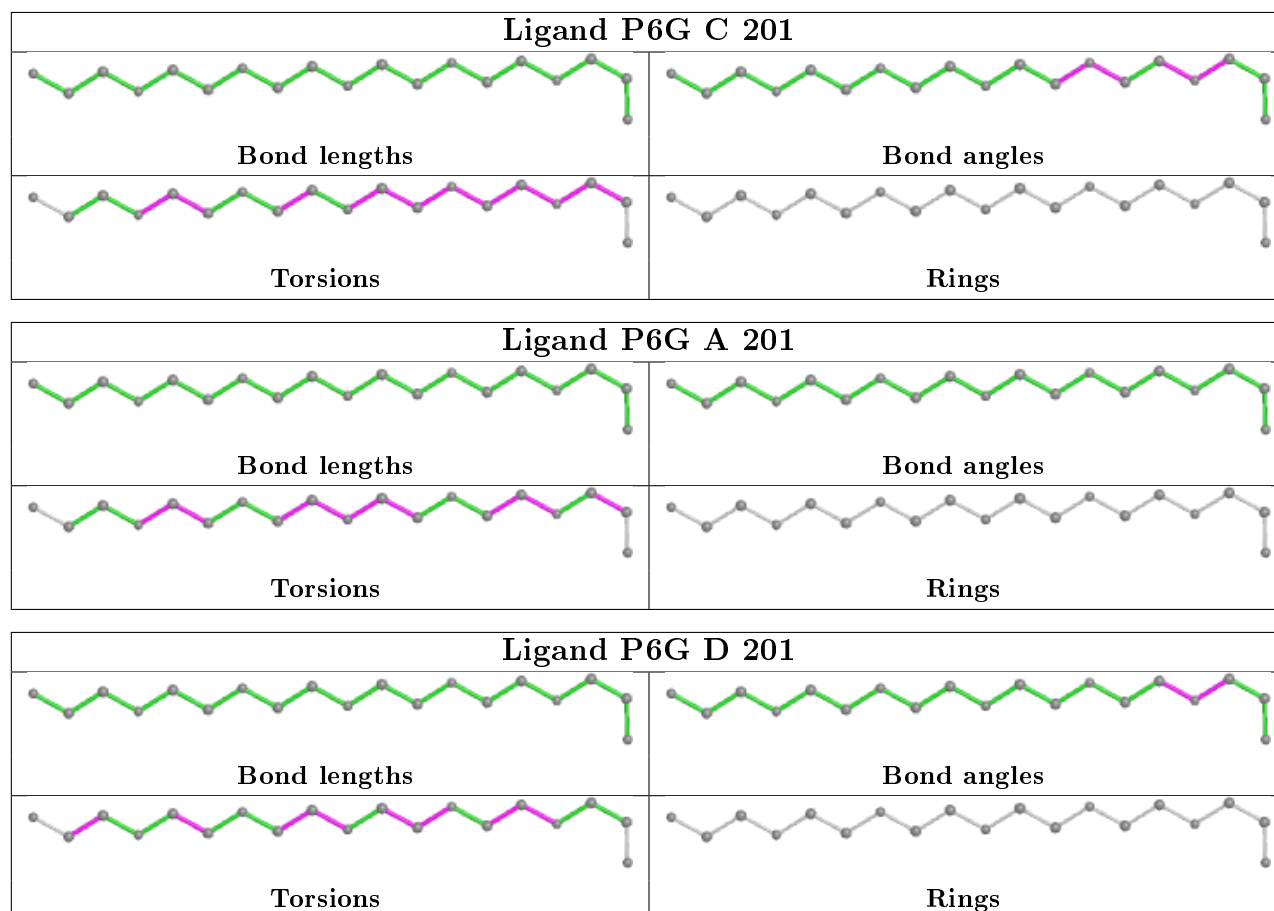 Ligand P6G C 201
Bond lengths
Bond angles
Torsions
Rings
Ligand P6G A 201
Bond lengths
Bond angles
Torsions
Rings
Ligand P6G D 201
Bond lengths
Bond angles
Torsions
Rings